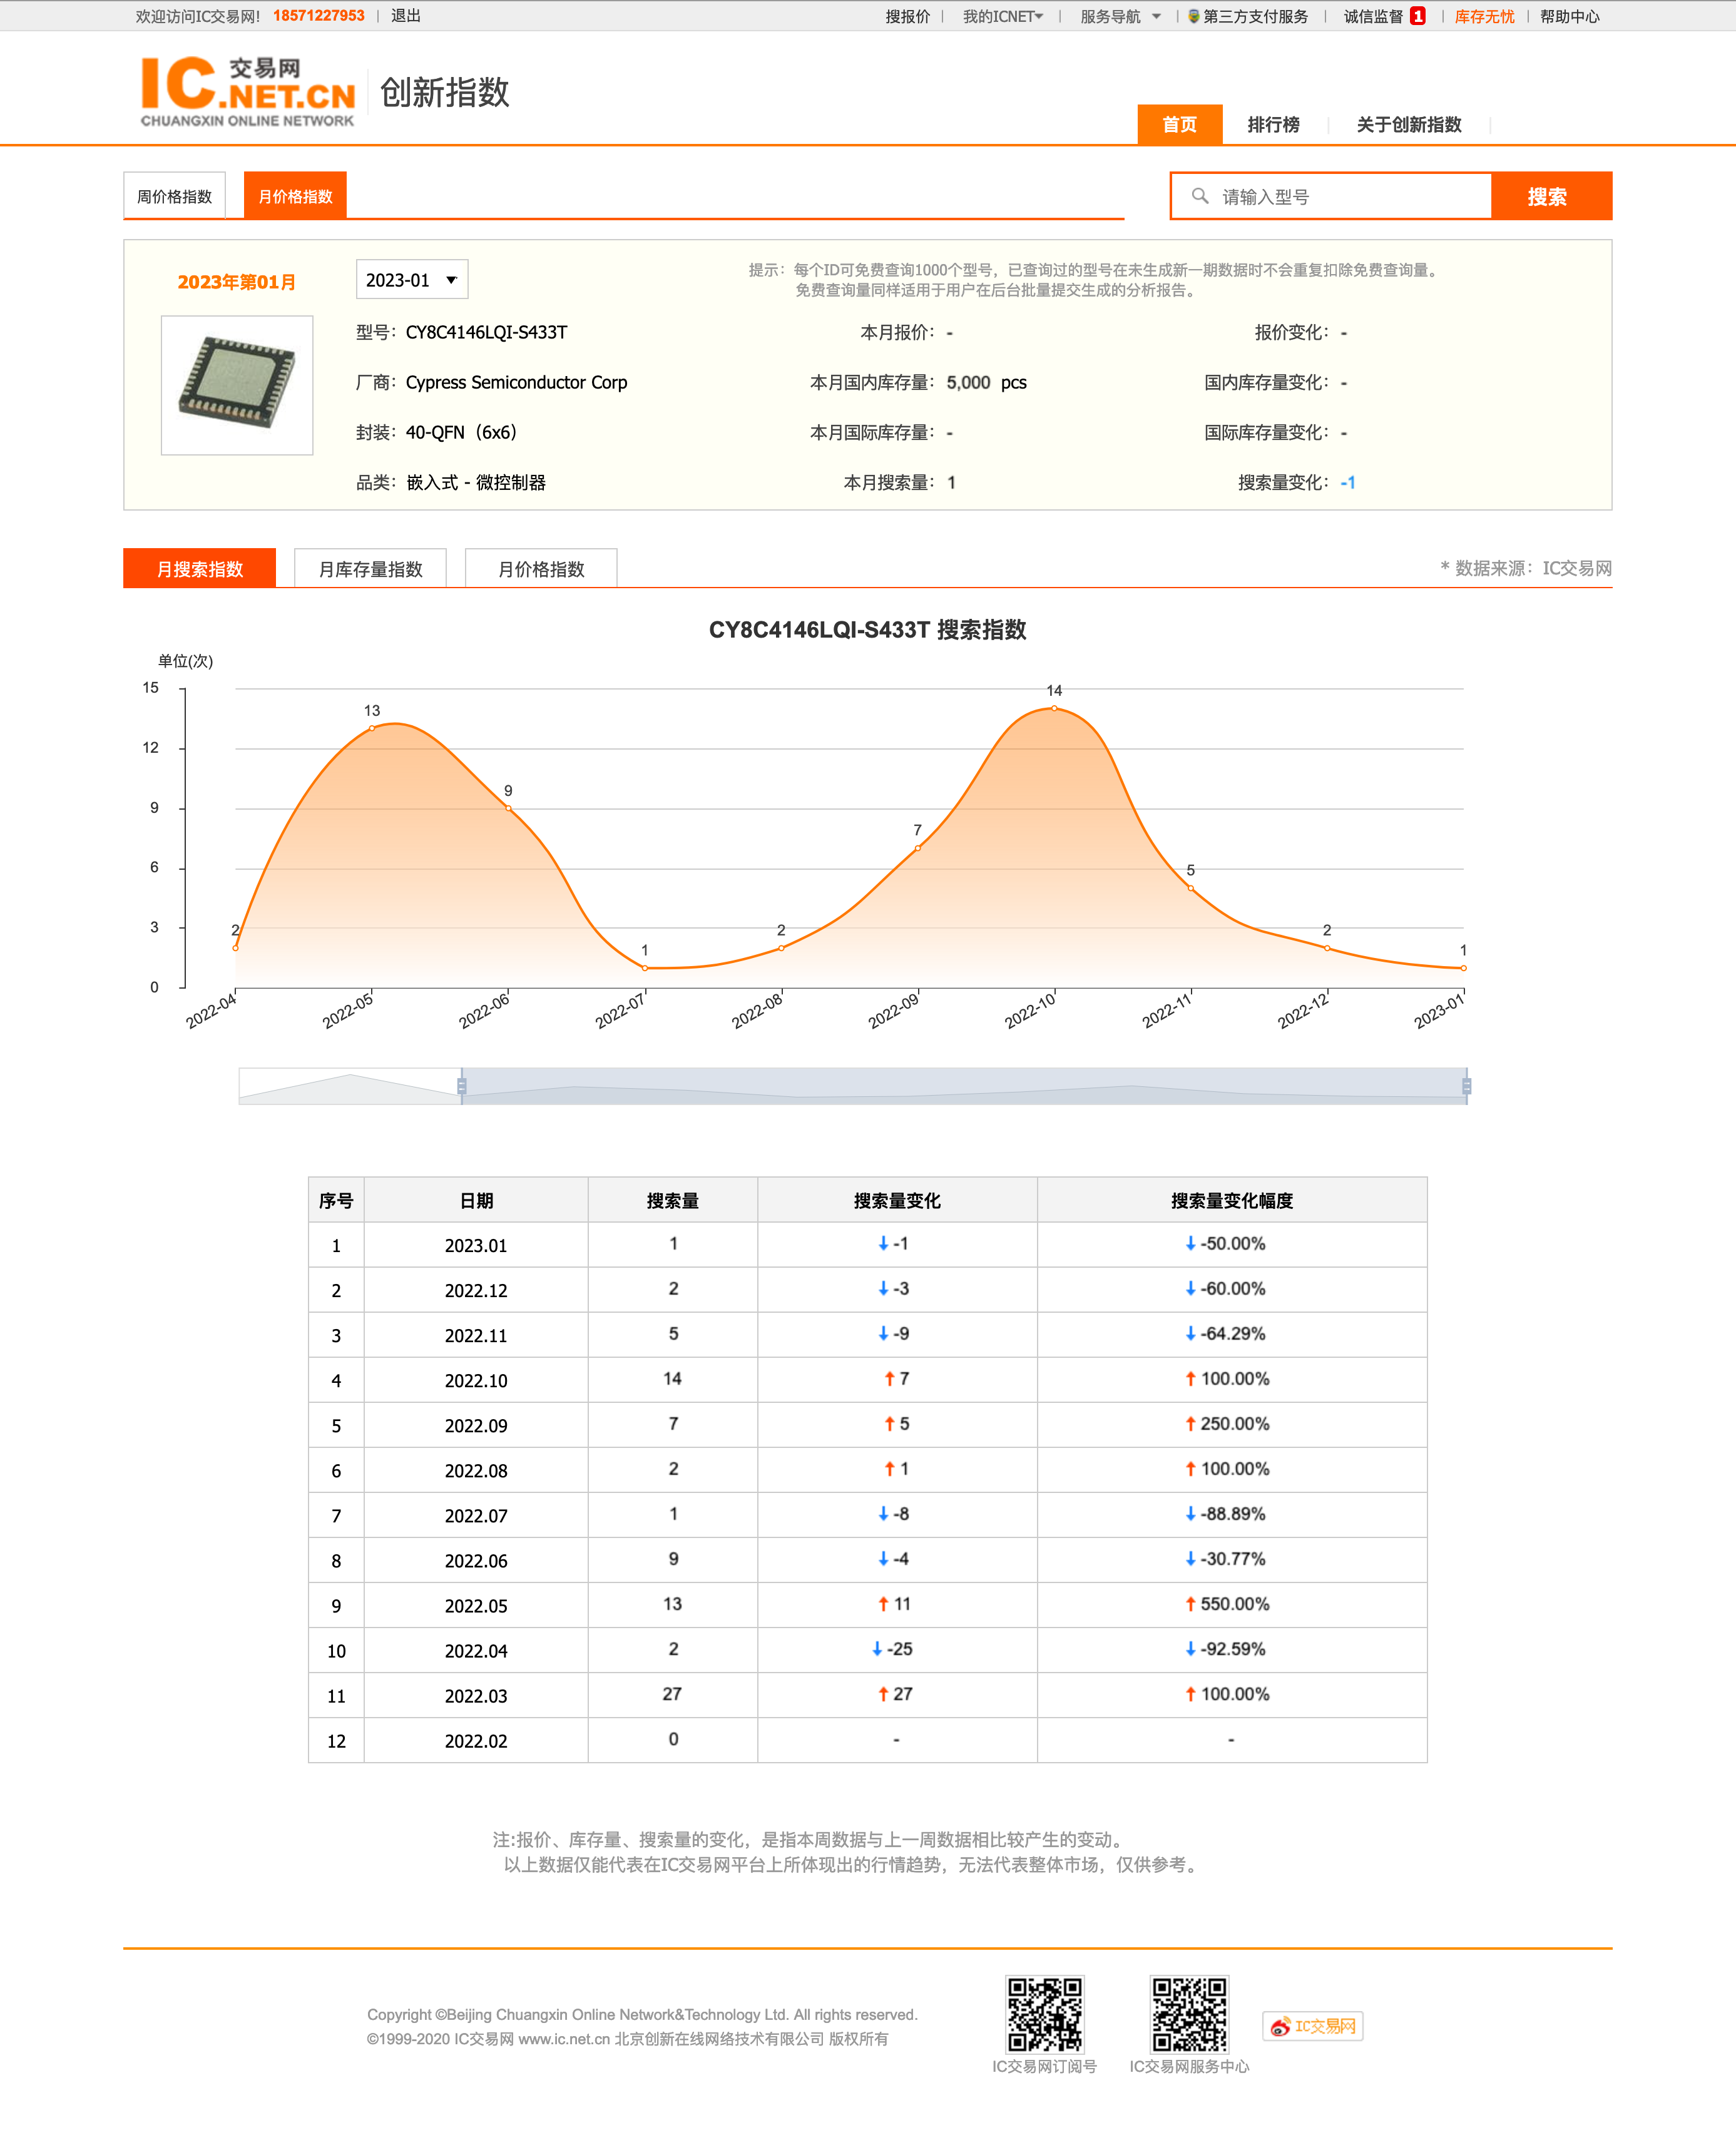 欢迎访问IC交易网! 18571227953 | 退出
搜报价 | 我的ICNET | 服务导航 | 第三方支付服务 | 诚信监督 1 | 库存无忧 | 帮助中心
IC交易网
.NET.CN 创新指数
CHUANGXIN ONLINE NETWORK
首页 排行榜 关于创新指数
周价格指数 月价格指数 请输入型号 搜索
2023年第01月 2023-01
提示：每个ID可免费查询1000个型号，已查询过的型号在未生成新一期数据时不会重复扣除免费查询量。
免费查询量同样适用于用户在后台批量提交生成的分析报告。
型号：CY8C4146LQI-S433T 本月报价：- 报价变化：-
厂商：Cypress Semiconductor Corp 本月国内库存量：5,000 pcs 国内库存量变化：-
封装：40-QFN（6x6） 本月国际库存量：- 国际库存量变化：-
品类：嵌入式 - 微控制器 本月搜索量：1 搜索量变化：-1
月搜索指数 月库存量指数 月价格指数 * 数据来源：IC交易网
CY8C4146LQI-S433T 搜索指数
单位(次)
15
12
9
6
3
0
2 13 9 1 2 7 14 5 2 1
2022-04 2022-05 2022-06 2022-07 2022-08 2022-09 2022-10 2022-11 2022-12 2023-01
序号 日期 搜索量 搜索量变化 搜索量变化幅度
1 2023.01 1 ↓-1 ↓-50.00%
2 2022.12 2 ↓-3 ↓-60.00%
3 2022.11 5 ↓-9 ↓-64.29%
4 2022.10 14 ↑7 ↑100.00%
5 2022.09 7 ↑5 ↑250.00%
6 2022.08 2 ↑1 ↑100.00%
7 2022.07 1 ↓-8 ↓-88.89%
8 2022.06 9 ↓-4 ↓-30.77%
9 2022.05 13 ↑11 ↑550.00%
10 2022.04 2 ↓-25 ↓-92.59%
11 2022.03 27 ↑27 ↑100.00%
12 2022.02 0 - -
注:报价、库存量、搜索量的变化，是指本周数据与上一周数据相比较产生的变动。
以上数据仅能代表在IC交易网平台上所体现出的行情趋势，无法代表整体市场，仅供参考。
Copyright ©Beijing Chuangxin Online Network&Technology Ltd. All rights reserved.
©1999-2020 IC交易网 www.ic.net.cn 北京创新在线网络技术有限公司 版权所有
IC交易网订阅号 IC交易网服务中心 IC交易网